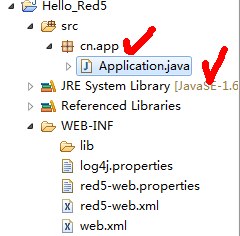 Hello_Red5
src
cn.app
Application.java
JRE System Library [JavaSE-1.6
Referenced Libraries
WEB-INF
lib
log4j.properties
red5-web.properties
red5-web.xml
web.xml